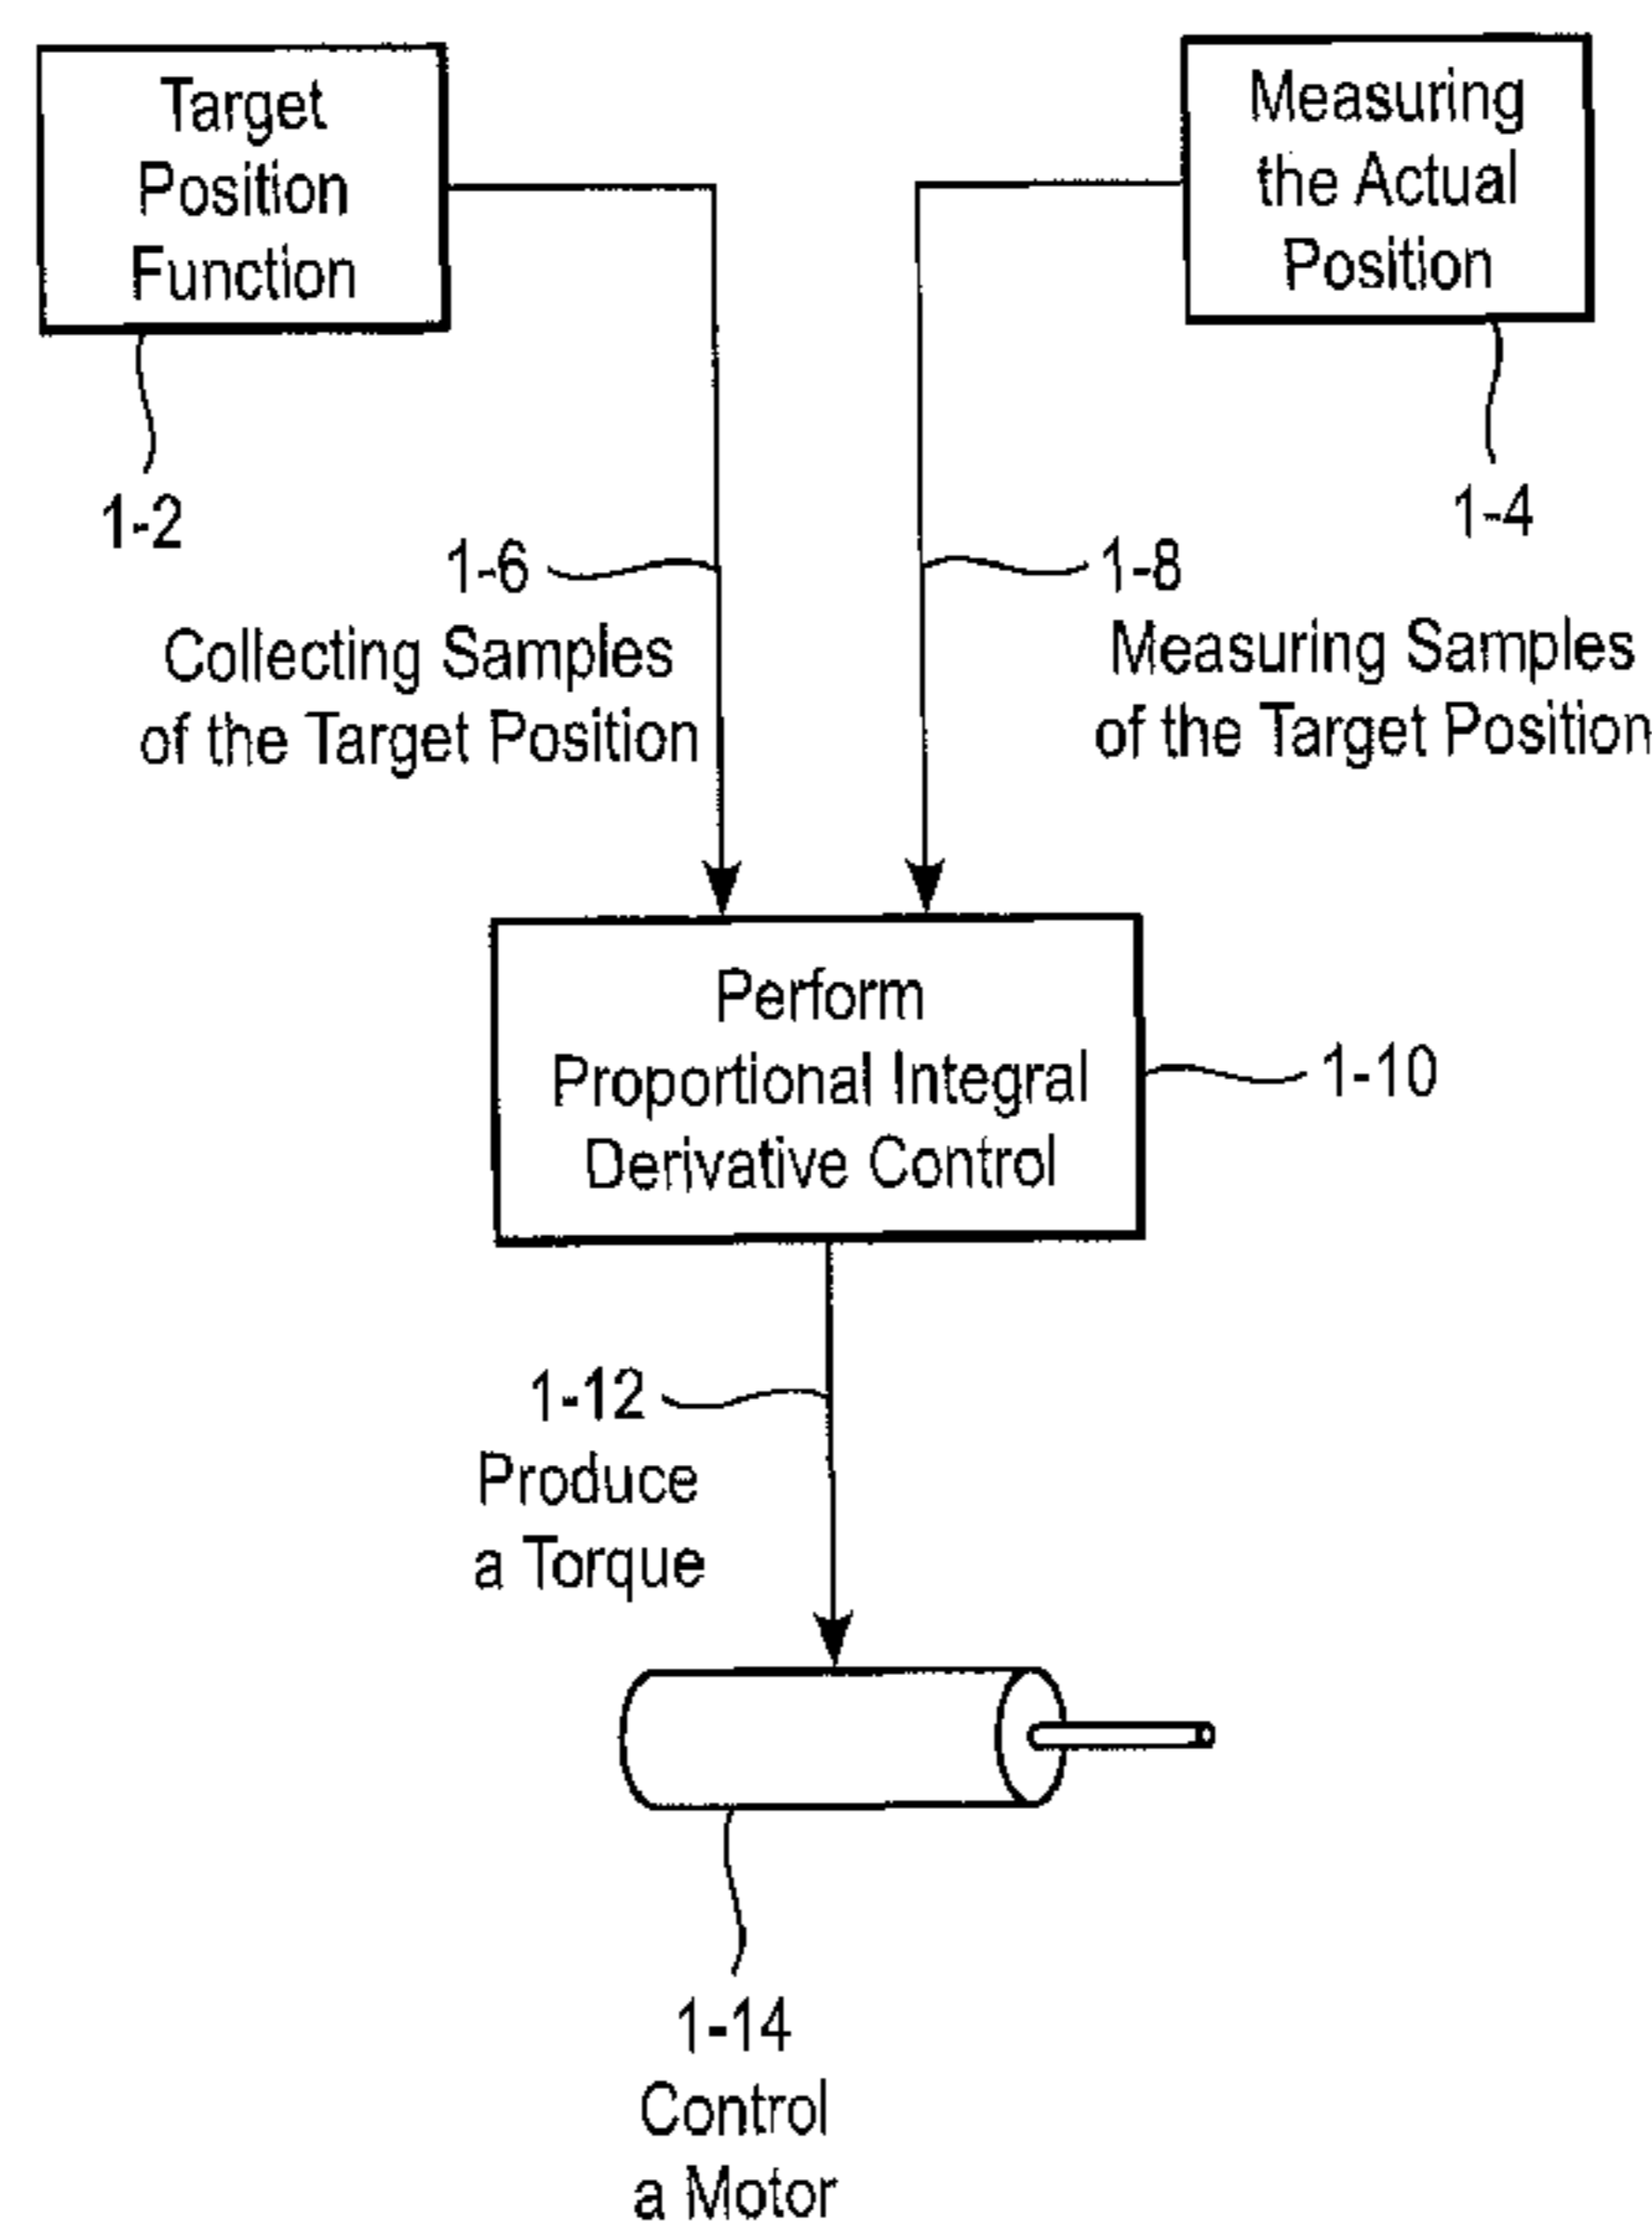 Target
Position
Function
Measuring
the Actual
Position
1-2
1-4
1-6
Collecting Samples
of the Target Position
1-8
Measuring Samples
of the Target Position
Perform
Proportional Integral
Derivative Control
1-10
1-12
Produce
a Torque
1-14
Control
a Motor